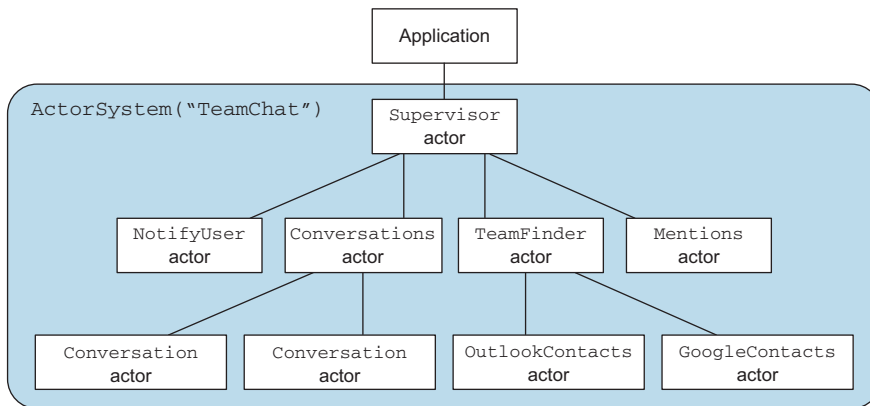 Application
ActorSystem(“TeamChat”)
Supervisor
actor
NotifyUser
actor
Conversations
actor
TeamFinder
actor
Mentions
actor
Conversation
actor
Conversation
actor
OutlookContacts
actor
GoogleContacts
actor